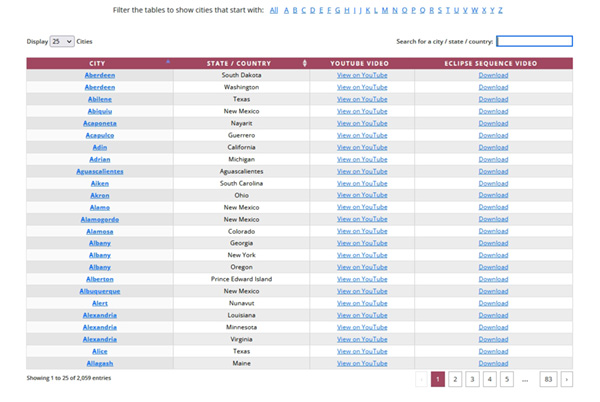 Filter the tables to show cities that start with: All A B C D E F G H I J K L M N O P Q R S T U V W X Y Z
Display 25 Cities Search for a city / state / country:
CITY STATE / COUNTRY YOUTUBE VIDEO ECLIPSE SEQUENCE VIDEO
Aberdeen South Dakota View on YouTube Download
Aberdeen Washington View on YouTube Download
Abilene Texas View on YouTube Download
Abiquiu New Mexico View on YouTube Download
Acaponeta Nayarit View on YouTube Download
Acapulco Guerrero View on YouTube Download
Adin California View on YouTube Download
Adrian Michigan View on YouTube Download
Aguascalientes Aguascalientes View on YouTube Download
Aiken South Carolina View on YouTube Download
Akron Ohio View on YouTube Download
Alamo New Mexico View on YouTube Download
Alamogordo New Mexico View on YouTube Download
Alamosa Colorado View on YouTube Download
Albany Georgia View on YouTube Download
Albany New York View on YouTube Download
Albany Oregon View on YouTube Download
Alberton Prince Edward Island View on YouTube Download
Albuquerque New Mexico View on YouTube Download
Alert Nunavut View on YouTube Download
Alexandria Louisiana View on YouTube Download
Alexandria Minnesota View on YouTube Download
Alexandria Virginia View on YouTube Download
Alice Texas View on YouTube Download
Allagash Maine View on YouTube Download
Showing 1 to 25 of 2,059 entries ‹ 1 2 3 4 5 ... 83 ›